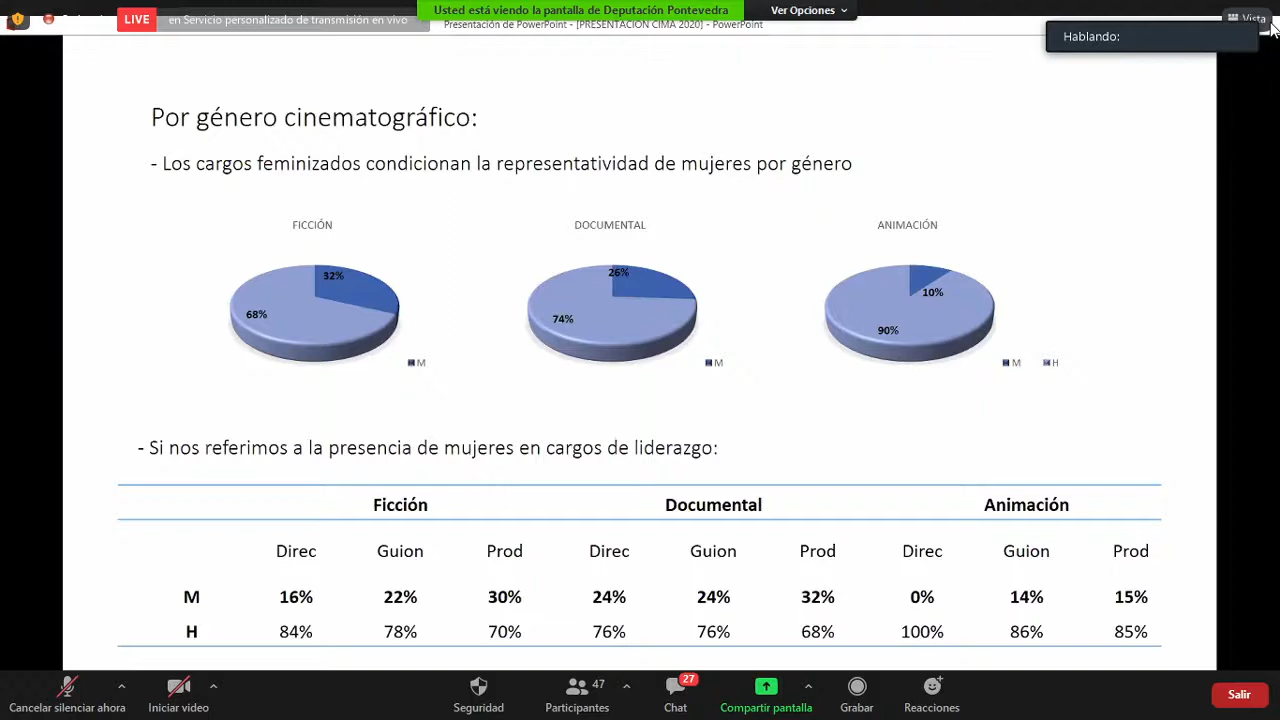 Usted está viendo la pantalla de Deputación Pontevedra
Ver Opciones
LIVE
en Servicio personalizado de transmisión en vivo
Presentación de PowerPoint - [PRESENTACION CIMA 2020] - PowerPoint
Vista
Hablando:
Por género cinematográfico:
- Los cargos feminizados condicionan la representatividad de mujeres por género
FICCIÓN
DOCUMENTAL
ANIMACIÓN
32%
68%
M
26%
74%
M
10%
90%
M H
- Si nos referimos a la presencia de mujeres en cargos de liderazgo:
Ficción Documental Animación
Direc Guion Prod Direc Guion Prod Direc Guion Prod
M 16% 22% 30% 24% 24% 32% 0% 14% 15%
H 84% 78% 70% 76% 76% 68% 100% 86% 85%
Cancelar silenciar ahora
Iniciar video
Seguridad
47
Participantes
27
Chat
Compartir pantalla
Grabar
Reacciones
Salir